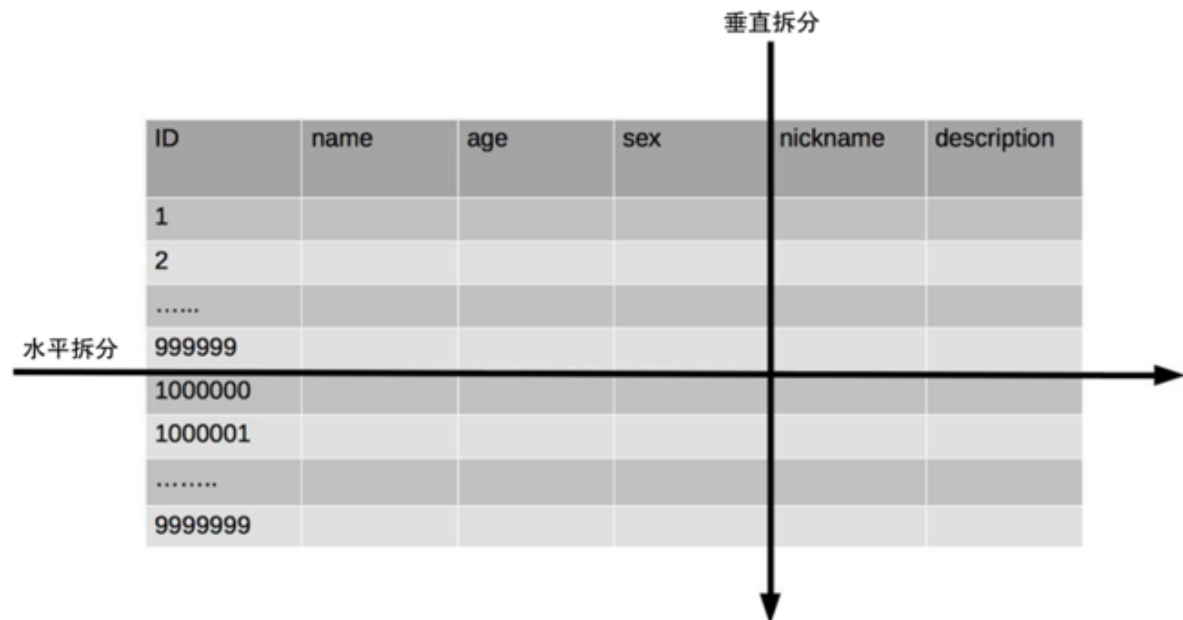 垂直拆分
ID name age sex nickname description
1
2
......
水平拆分 999999
1000000
1000001
........
9999999